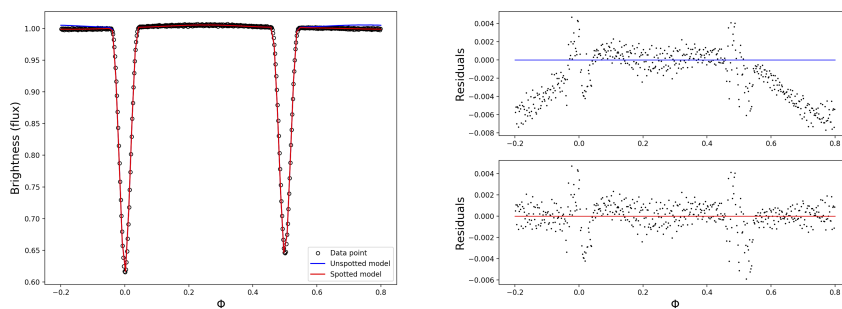 1.00
0.95
0.90
0.85
0.80
0.75
0.70
0.65
0.60
Brightness (flux)
Data point
Unspotted model
Spotted model
−0.2 0.0 0.2 0.4 0.6 0.8
Φ
0.004
0.002
0.000
−0.002
−0.004
−0.006
−0.008
Residuals
−0.2 0.0 0.2 0.4 0.6 0.8
0.004
0.002
0.000
−0.002
−0.004
−0.006
Residuals
−0.2 0.0 0.2 0.4 0.6 0.8
Φ